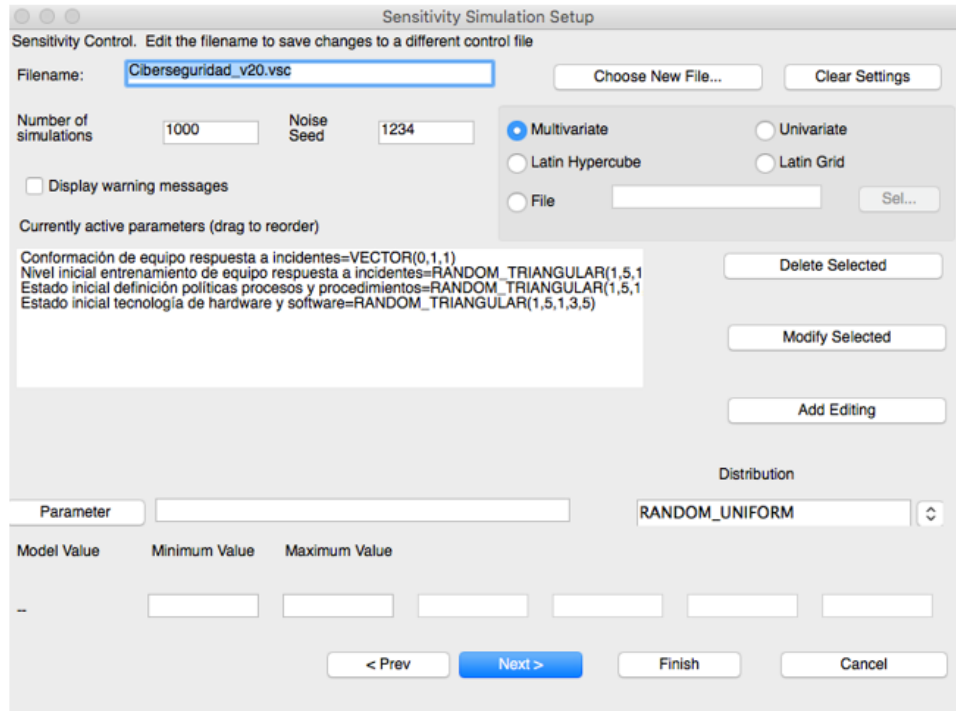 Sensitivity Simulation Setup
Sensitivity Control. Edit the filename to save changes to a different control file
Filename: Ciberseguridad_v20.vsc Choose New File... Clear Settings
Number of simulations 1000 Noise Seed 1234
Multivariate Univariate
Latin Hypercube Latin Grid
File Sel...
Display warning messages
Currently active parameters (drag to reorder)
Conformación de equipo respuesta a incidentes=VECTOR(0,1,1)
Nivel inicial entrenamiento de equipo respuesta a incidentes=RANDOM_TRIANGULAR(1,5,1
Estado inicial definición políticas procesos y procedimientos=RANDOM_TRIANGULAR(1,5,1
Estado inicial tecnología de hardware y software=RANDOM_TRIANGULAR(1,5,1,3,5)
Delete Selected
Modify Selected
Add Editing
Distribution
Parameter RANDOM_UNIFORM
Model Value Minimum Value Maximum Value
--
< Prev Next > Finish Cancel